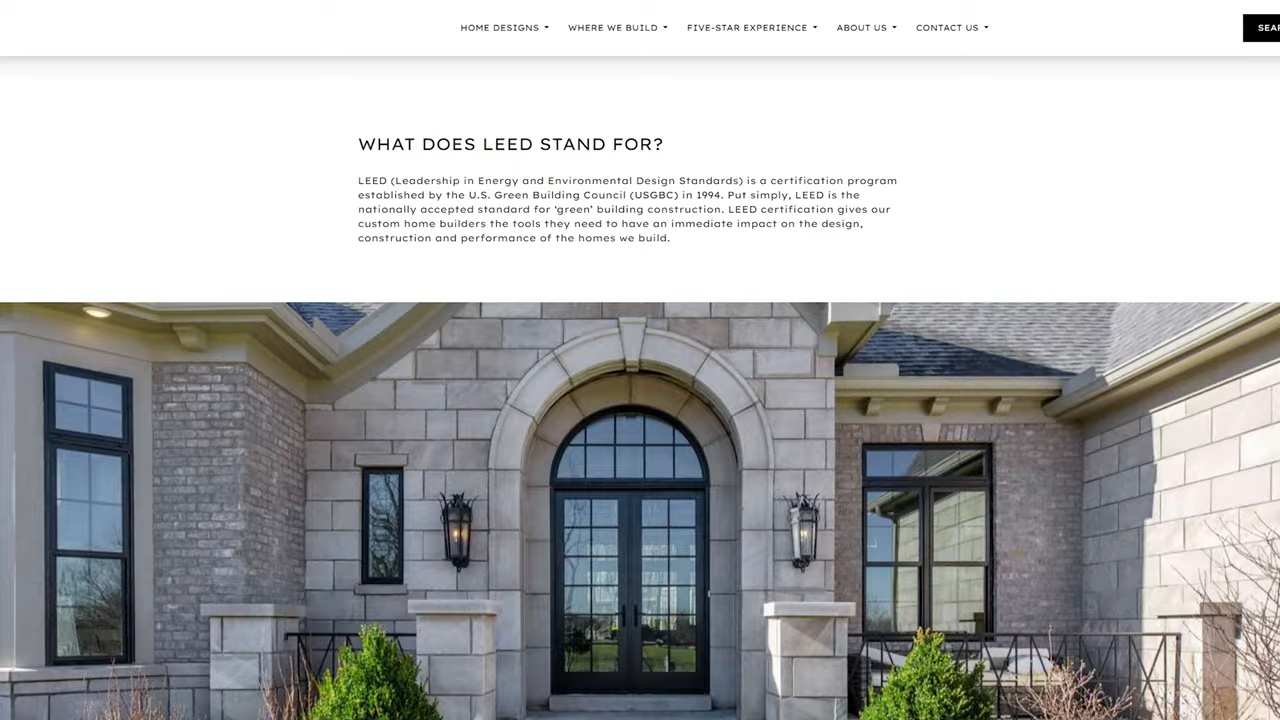 HOME DESIGNS
WHERE WE BUILD
FIVE-STAR EXPERIENCE
ABOUT US
CONTACT US
WHAT DOES LEED STAND FOR?
LEED (Leadership in Energy and Environmental Design Standards) is a certification program
established by the U.S. Green Building Council (USGBC) in 1994. Put simply, LEED is the
nationally accepted standard for ‘green’ building construction. LEED certification gives our
custom home builders the tools they need to have an immediate impact on the design,
construction and performance of the homes we build.